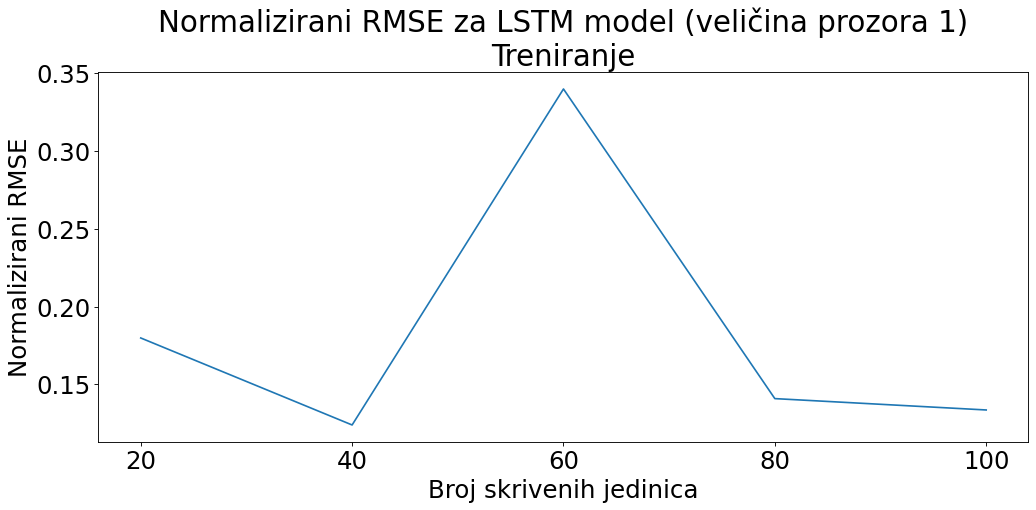 Normalizirani RMSE za LSTM model (veličina prozora 1)
Treniranje
Normalizirani RMSE
0.35
0.30
0.25
0.20
0.15
20 40 60 80 100
Broj skrivenih jedinica